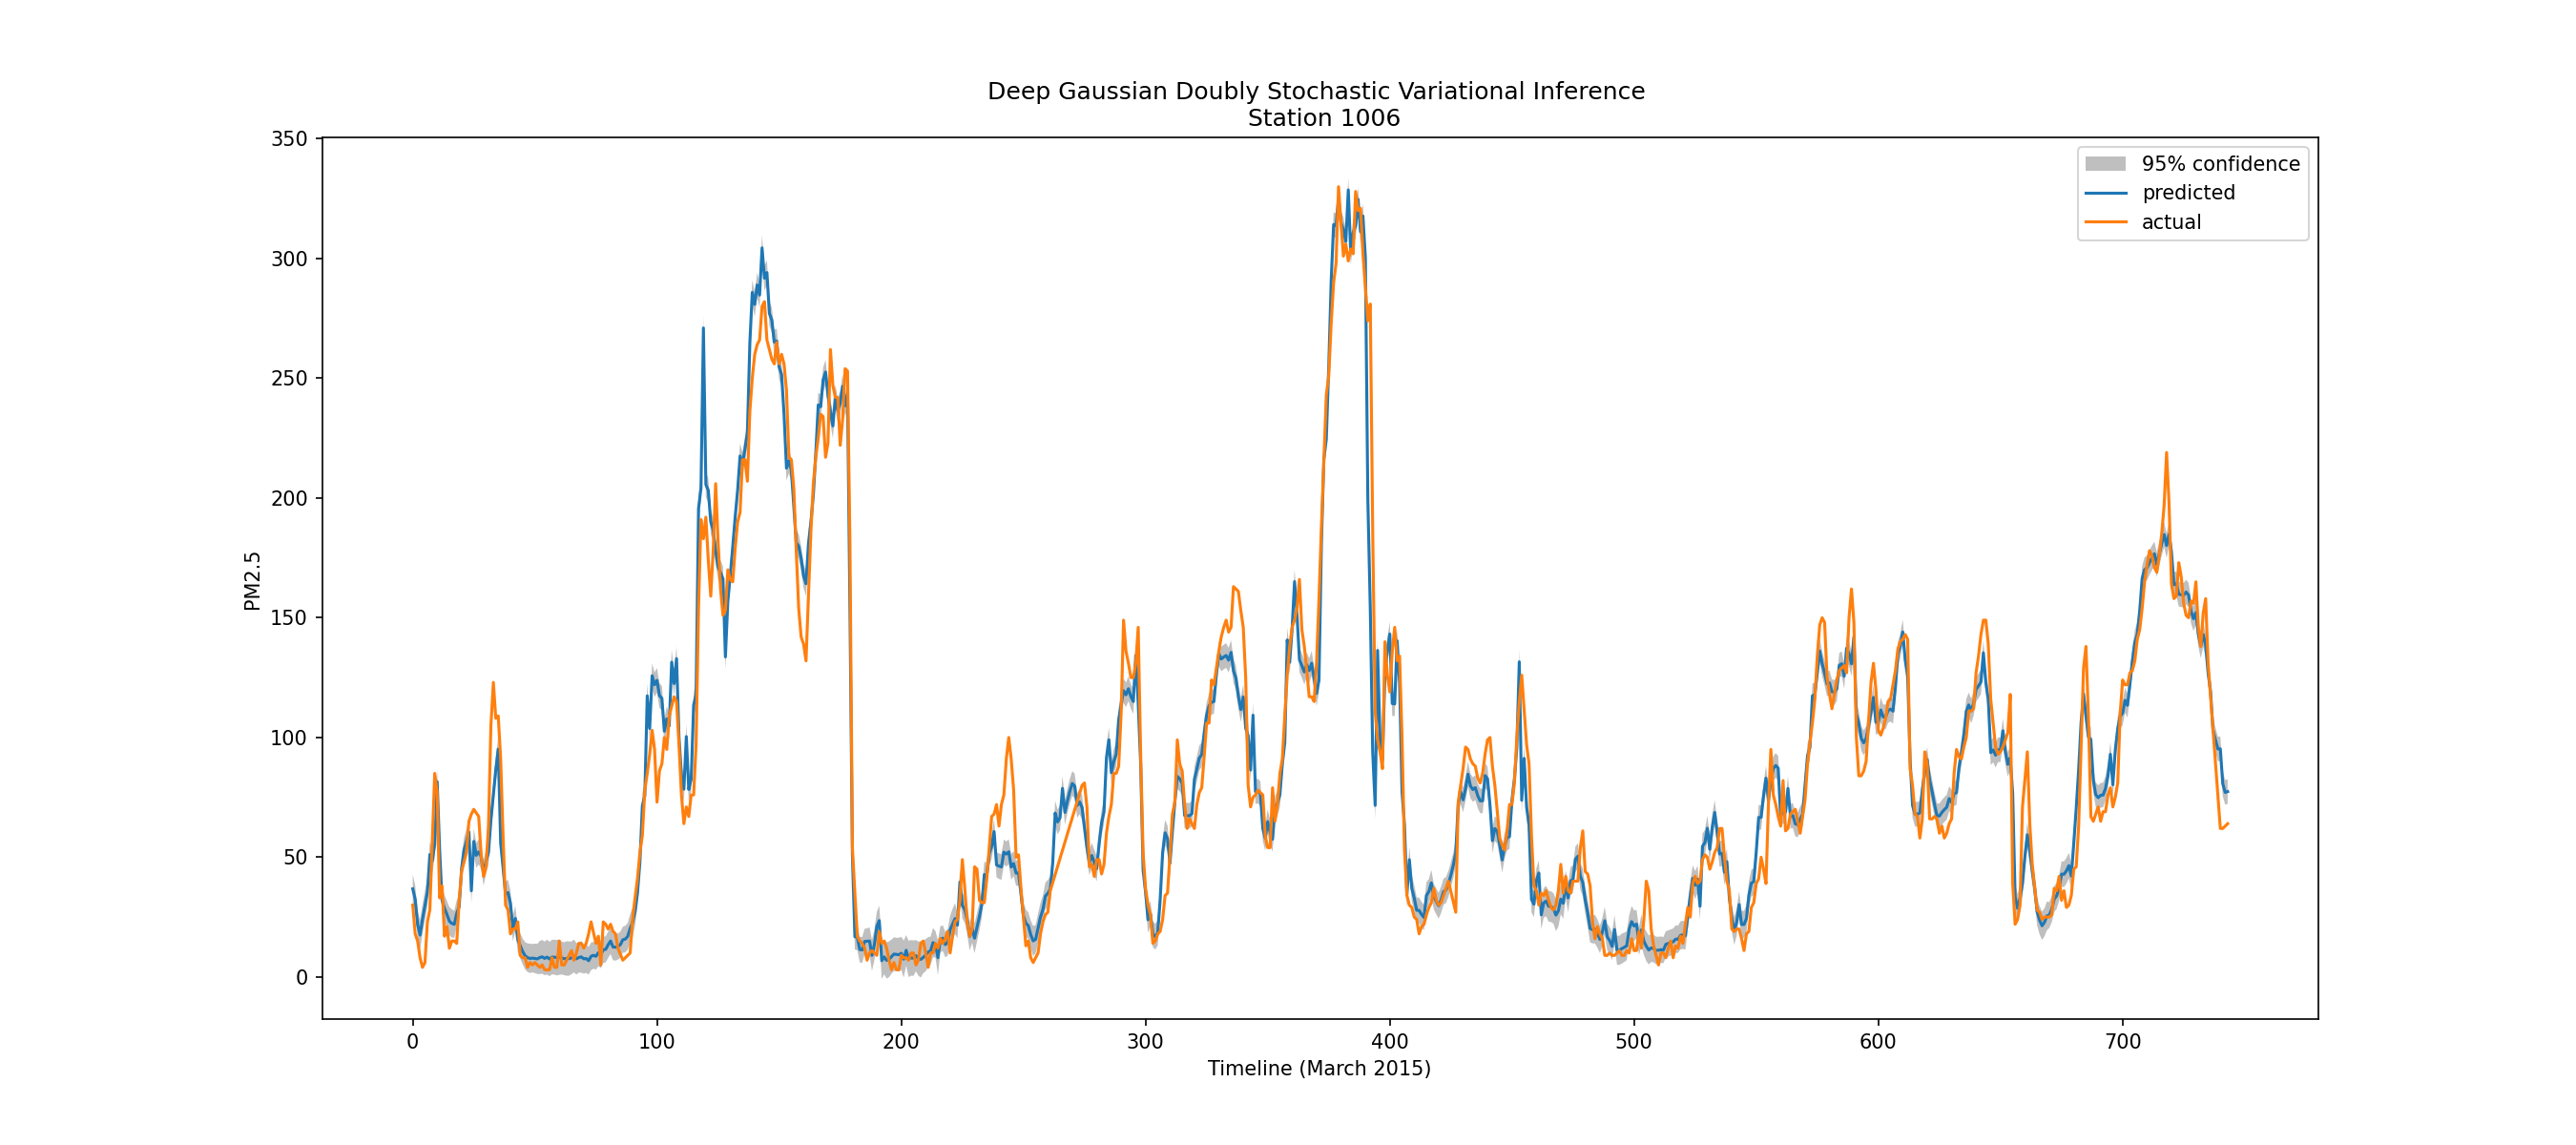 Deep Gaussian Doubly Stochastic Variational Inference
Station 1006
350
300
250
200
150
100
50
0
PM2.5
95% confidence
predicted
actual
0 100 200 300 400 500 600 700
Timeline (March 2015)